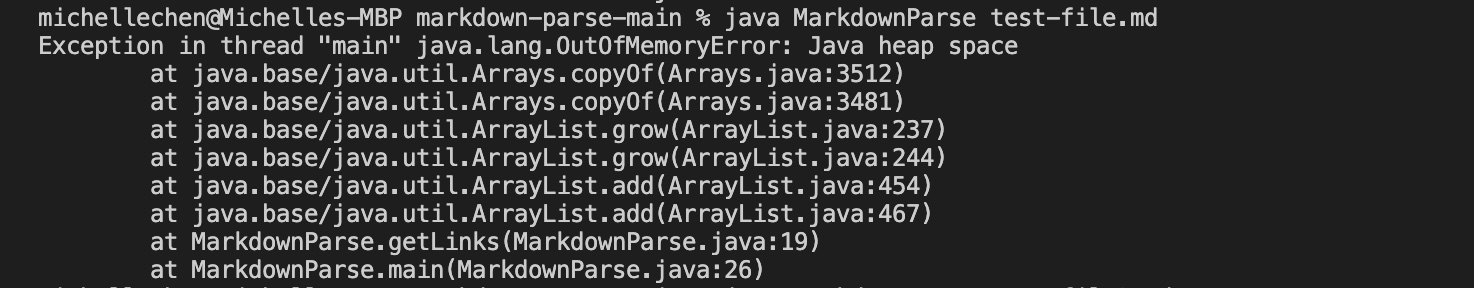 michellechen@Michelles-MBP markdown-parse-main % java MarkdownParse test-file.md
Exception in thread "main" java.lang.OutOfMemoryError: Java heap space
at java.base/java.util.Arrays.copyOf(Arrays.java:3512)
at java.base/java.util.Arrays.copyOf(Arrays.java:3481)
at java.base/java.util.ArrayList.grow(ArrayList.java:237)
at java.base/java.util.ArrayList.grow(ArrayList.java:244)
at java.base/java.util.ArrayList.add(ArrayList.java:454)
at java.base/java.util.ArrayList.add(ArrayList.java:467)
at MarkdownParse.getLinks(MarkdownParse.java:19)
at MarkdownParse.main(MarkdownParse.java:26)